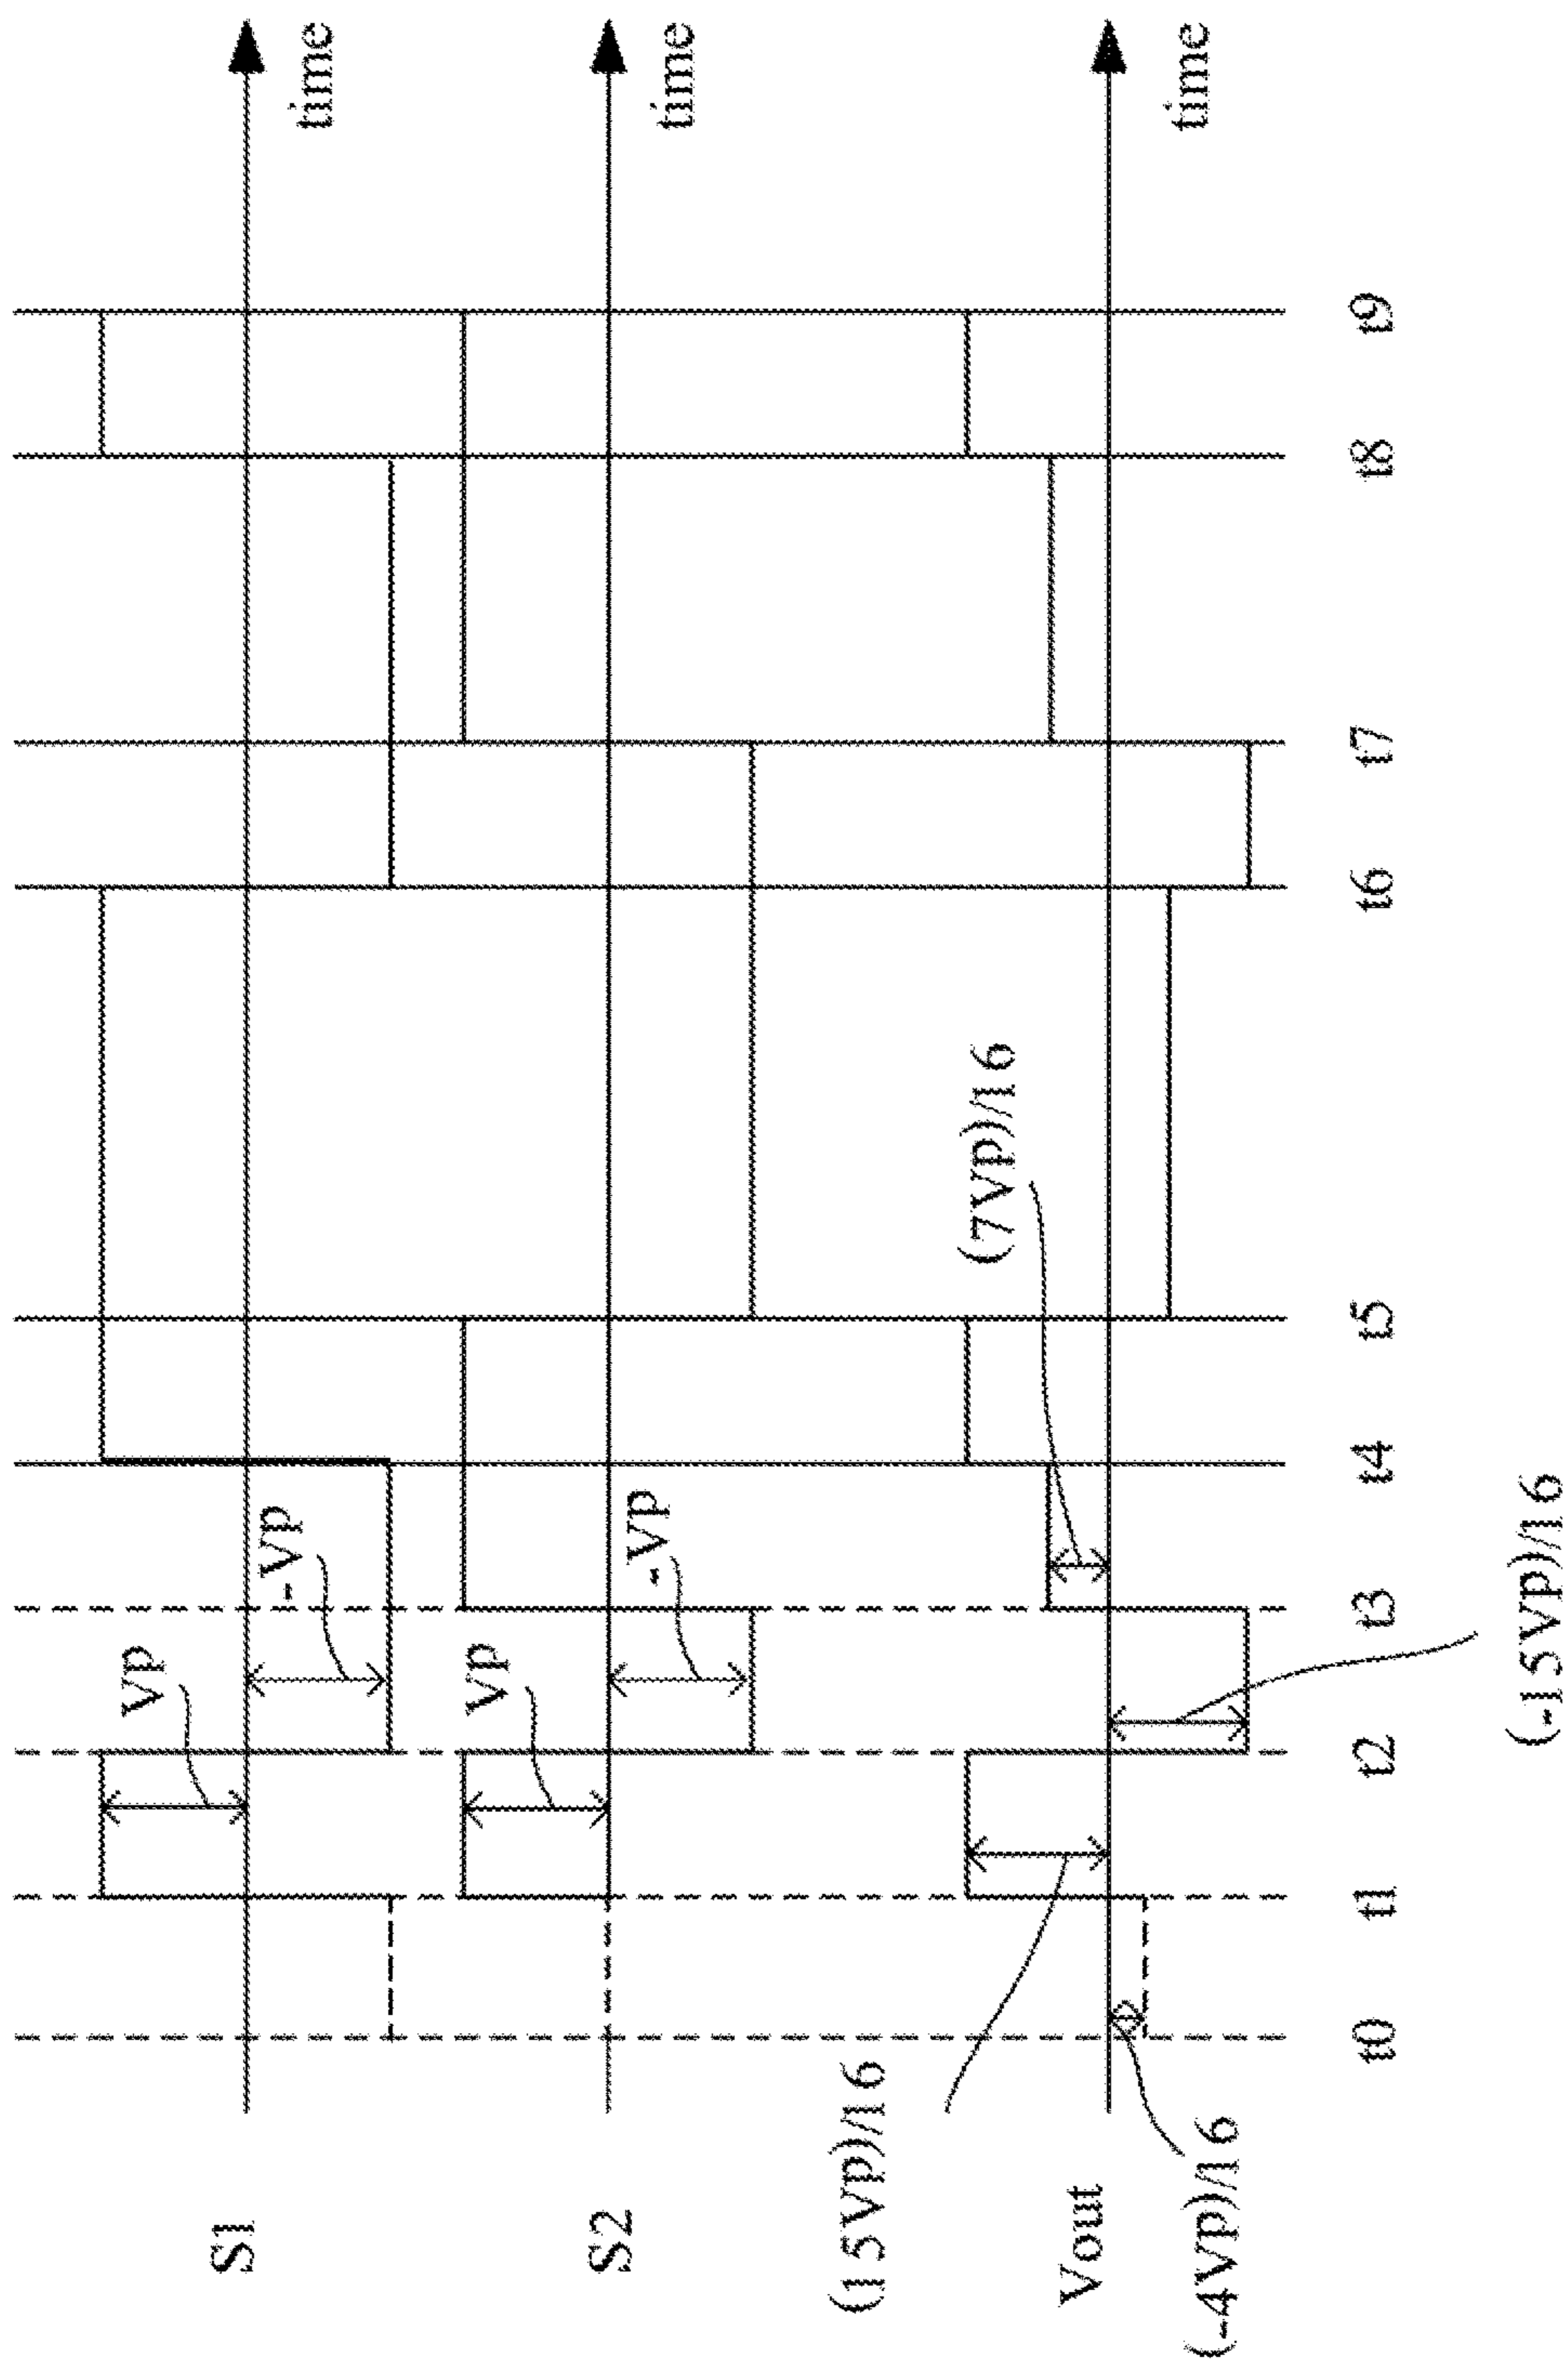 S1
Vp
-Vp
time
S2
Vp
-Vp
time
(15Vp)/16
(7Vp)/16
Vout
time
(-4Vp)/16
t0
t1
t2
t3
t4
t5
t6
t7
t8
t9
(-15Vp)/16